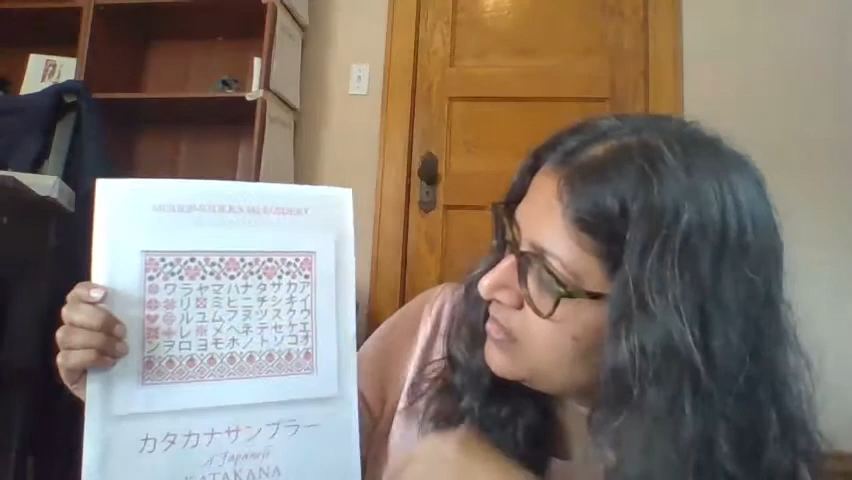 ワラヤマハナタサカア
リミヒニチシキイ
ルユムフヌツスクウ
レメヘネテセケエ
ンヲロヨモホノトソコオ
カタカナサンプラー
A Japanese
KATAKANA